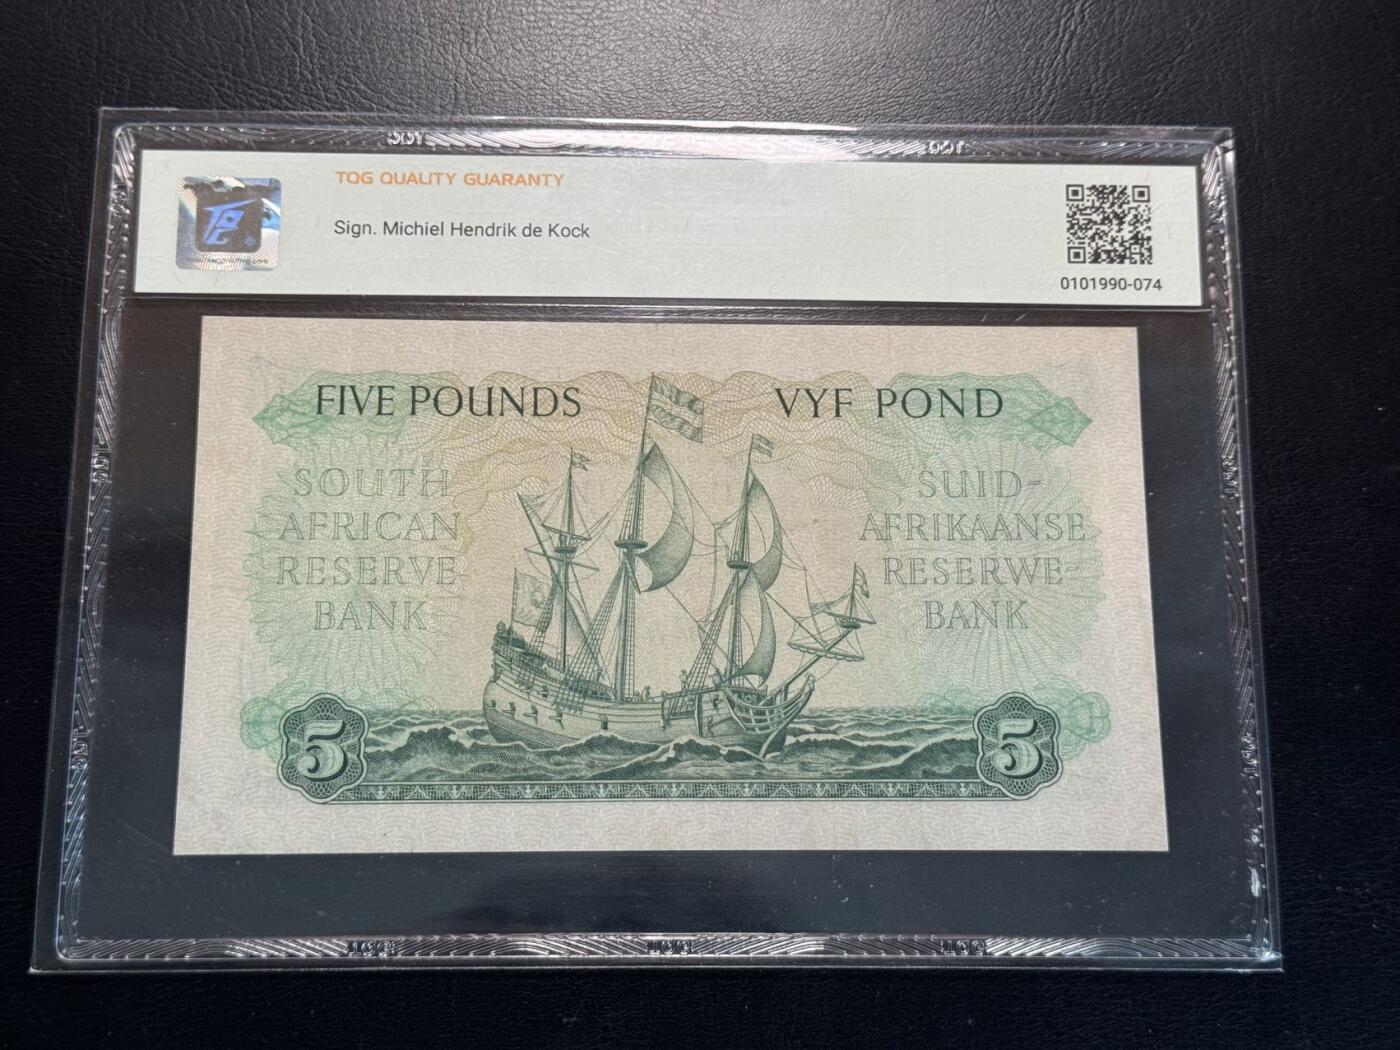 TQG QUALITY GUARANTY
Sign. Michiel Hendrik de Kock
0101990-074
FIVE POUNDS
VYF POND
SOUTH
AFRICAN
RESERVE
BANK
SUID-
AFRIKAANSE
RESERWE-
BANK
5
5